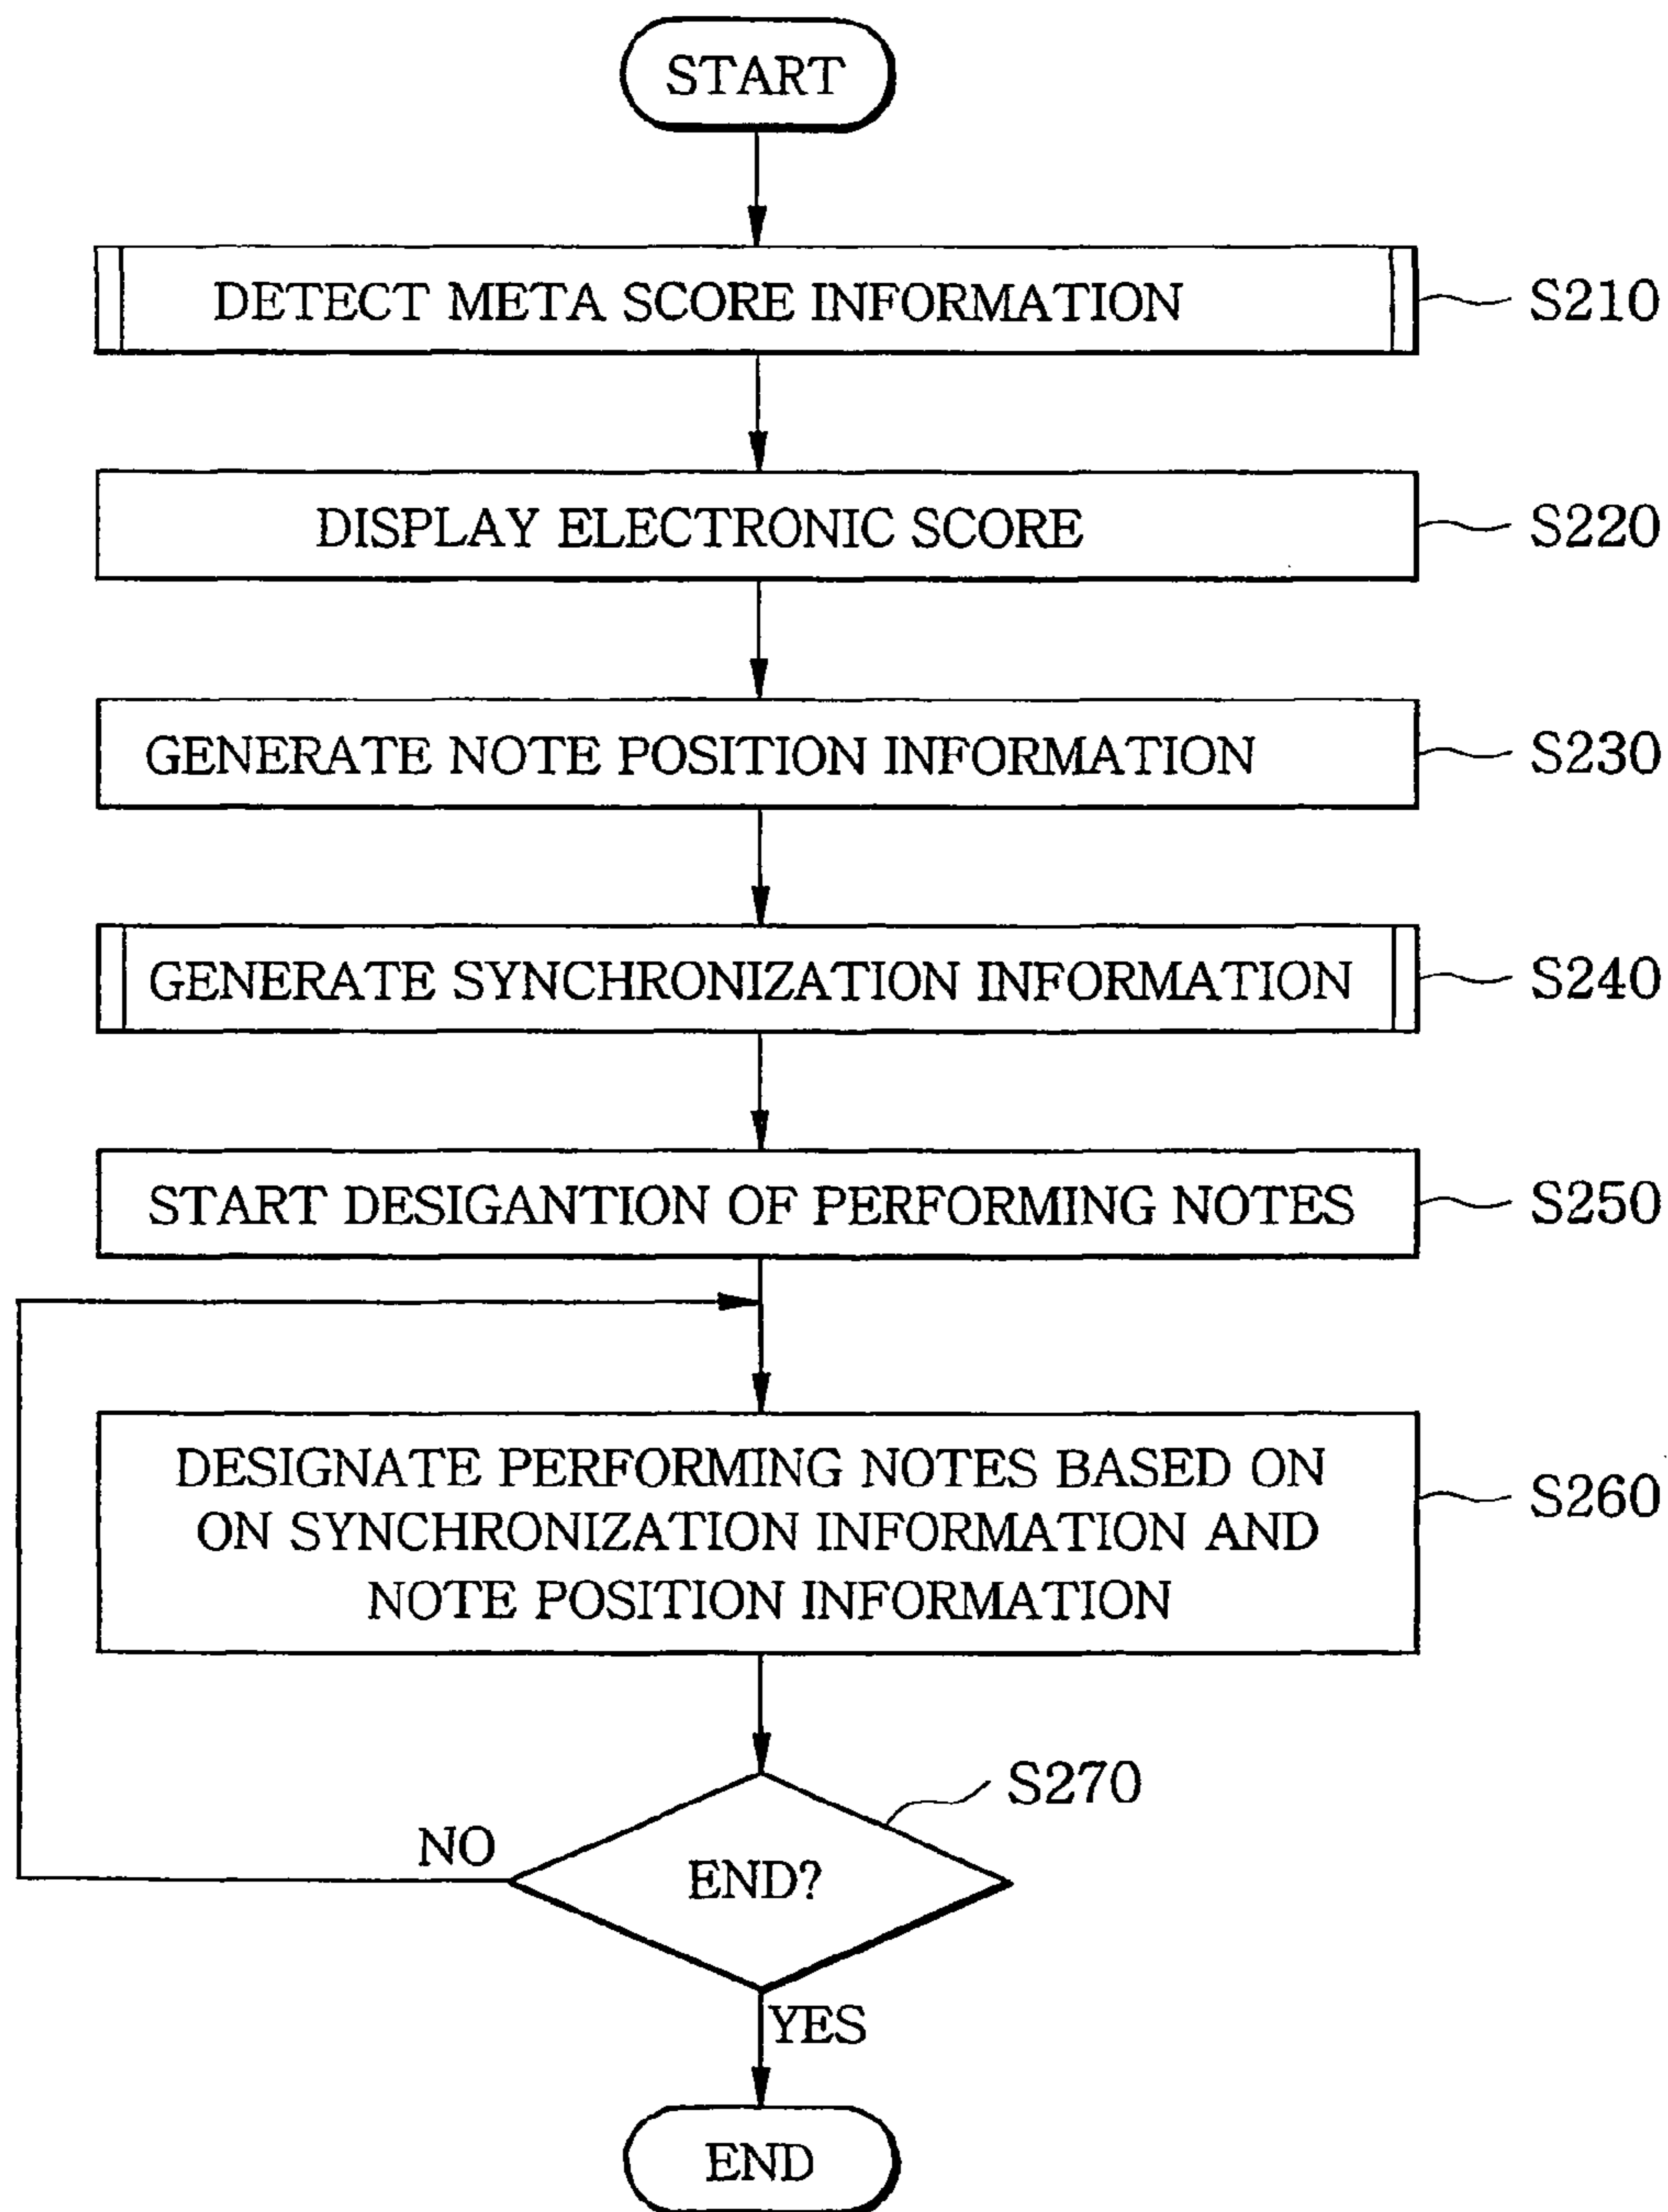 START
DETECT META SCORE INFORMATION
S210
DISPLAY ELECTRONIC SCORE
S220
GENERATE NOTE POSITION INFORMATION
S230
GENERATE SYNCHRONIZATION INFORMATION
S240
START DESIGANTION OF PERFORMING NOTES
S250
DESIGNATE PERFORMING NOTES BASED ON
ON SYNCHRONIZATION INFORMATION AND
NOTE POSITION INFORMATION
S260
S270
NO
END?
YES
END